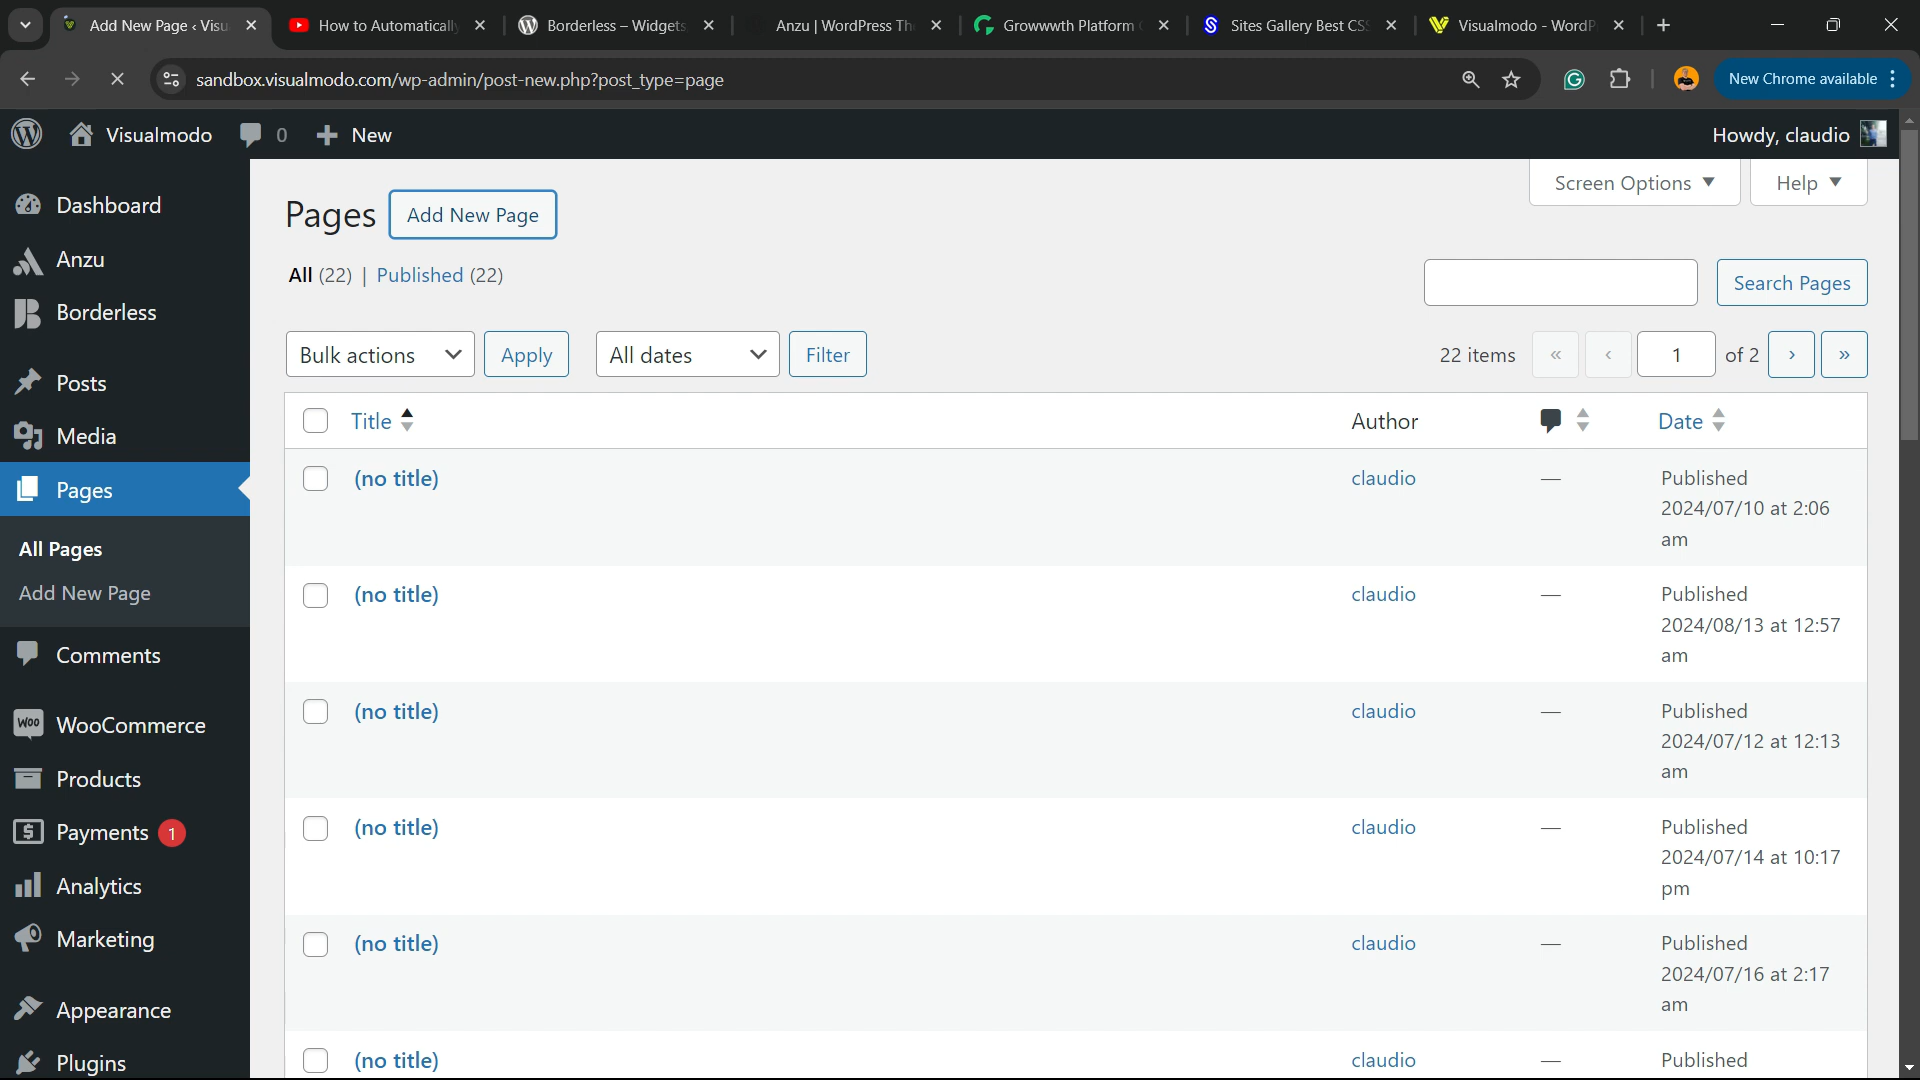 Add New Page ‹ Visu
How to Automatically
Borderless – Widgets
Anzu | WordPress Th
Growwwth Platform
Sites Gallery Best CSS
Visualmodo - WordP
sandbox.visualmodo.com/wp-admin/post-new.php?post_type=page
New Chrome available
Visualmodo
0
New
Howdy, claudio
Dashboard
Anzu
Borderless
Posts
Media
Pages
All Pages
Add New Page
Comments
WooCommerce
Products
Payments 1
Analytics
Marketing
Appearance
Plugins
Screen Options
Help
Pages
Add New Page
All (22) | Published (22)
Search Pages
Bulk actions
Apply
All dates
Filter
22 items
«
‹
1
of 2
›
»
Title
Author
Date
(no title)
claudio
—
Published
2024/07/10 at 2:06
am
(no title)
claudio
—
Published
2024/08/13 at 12:57
am
(no title)
claudio
—
Published
2024/07/12 at 12:13
am
(no title)
claudio
—
Published
2024/07/14 at 10:17
pm
(no title)
claudio
—
Published
2024/07/16 at 2:17
am
(no title)
claudio
—
Published